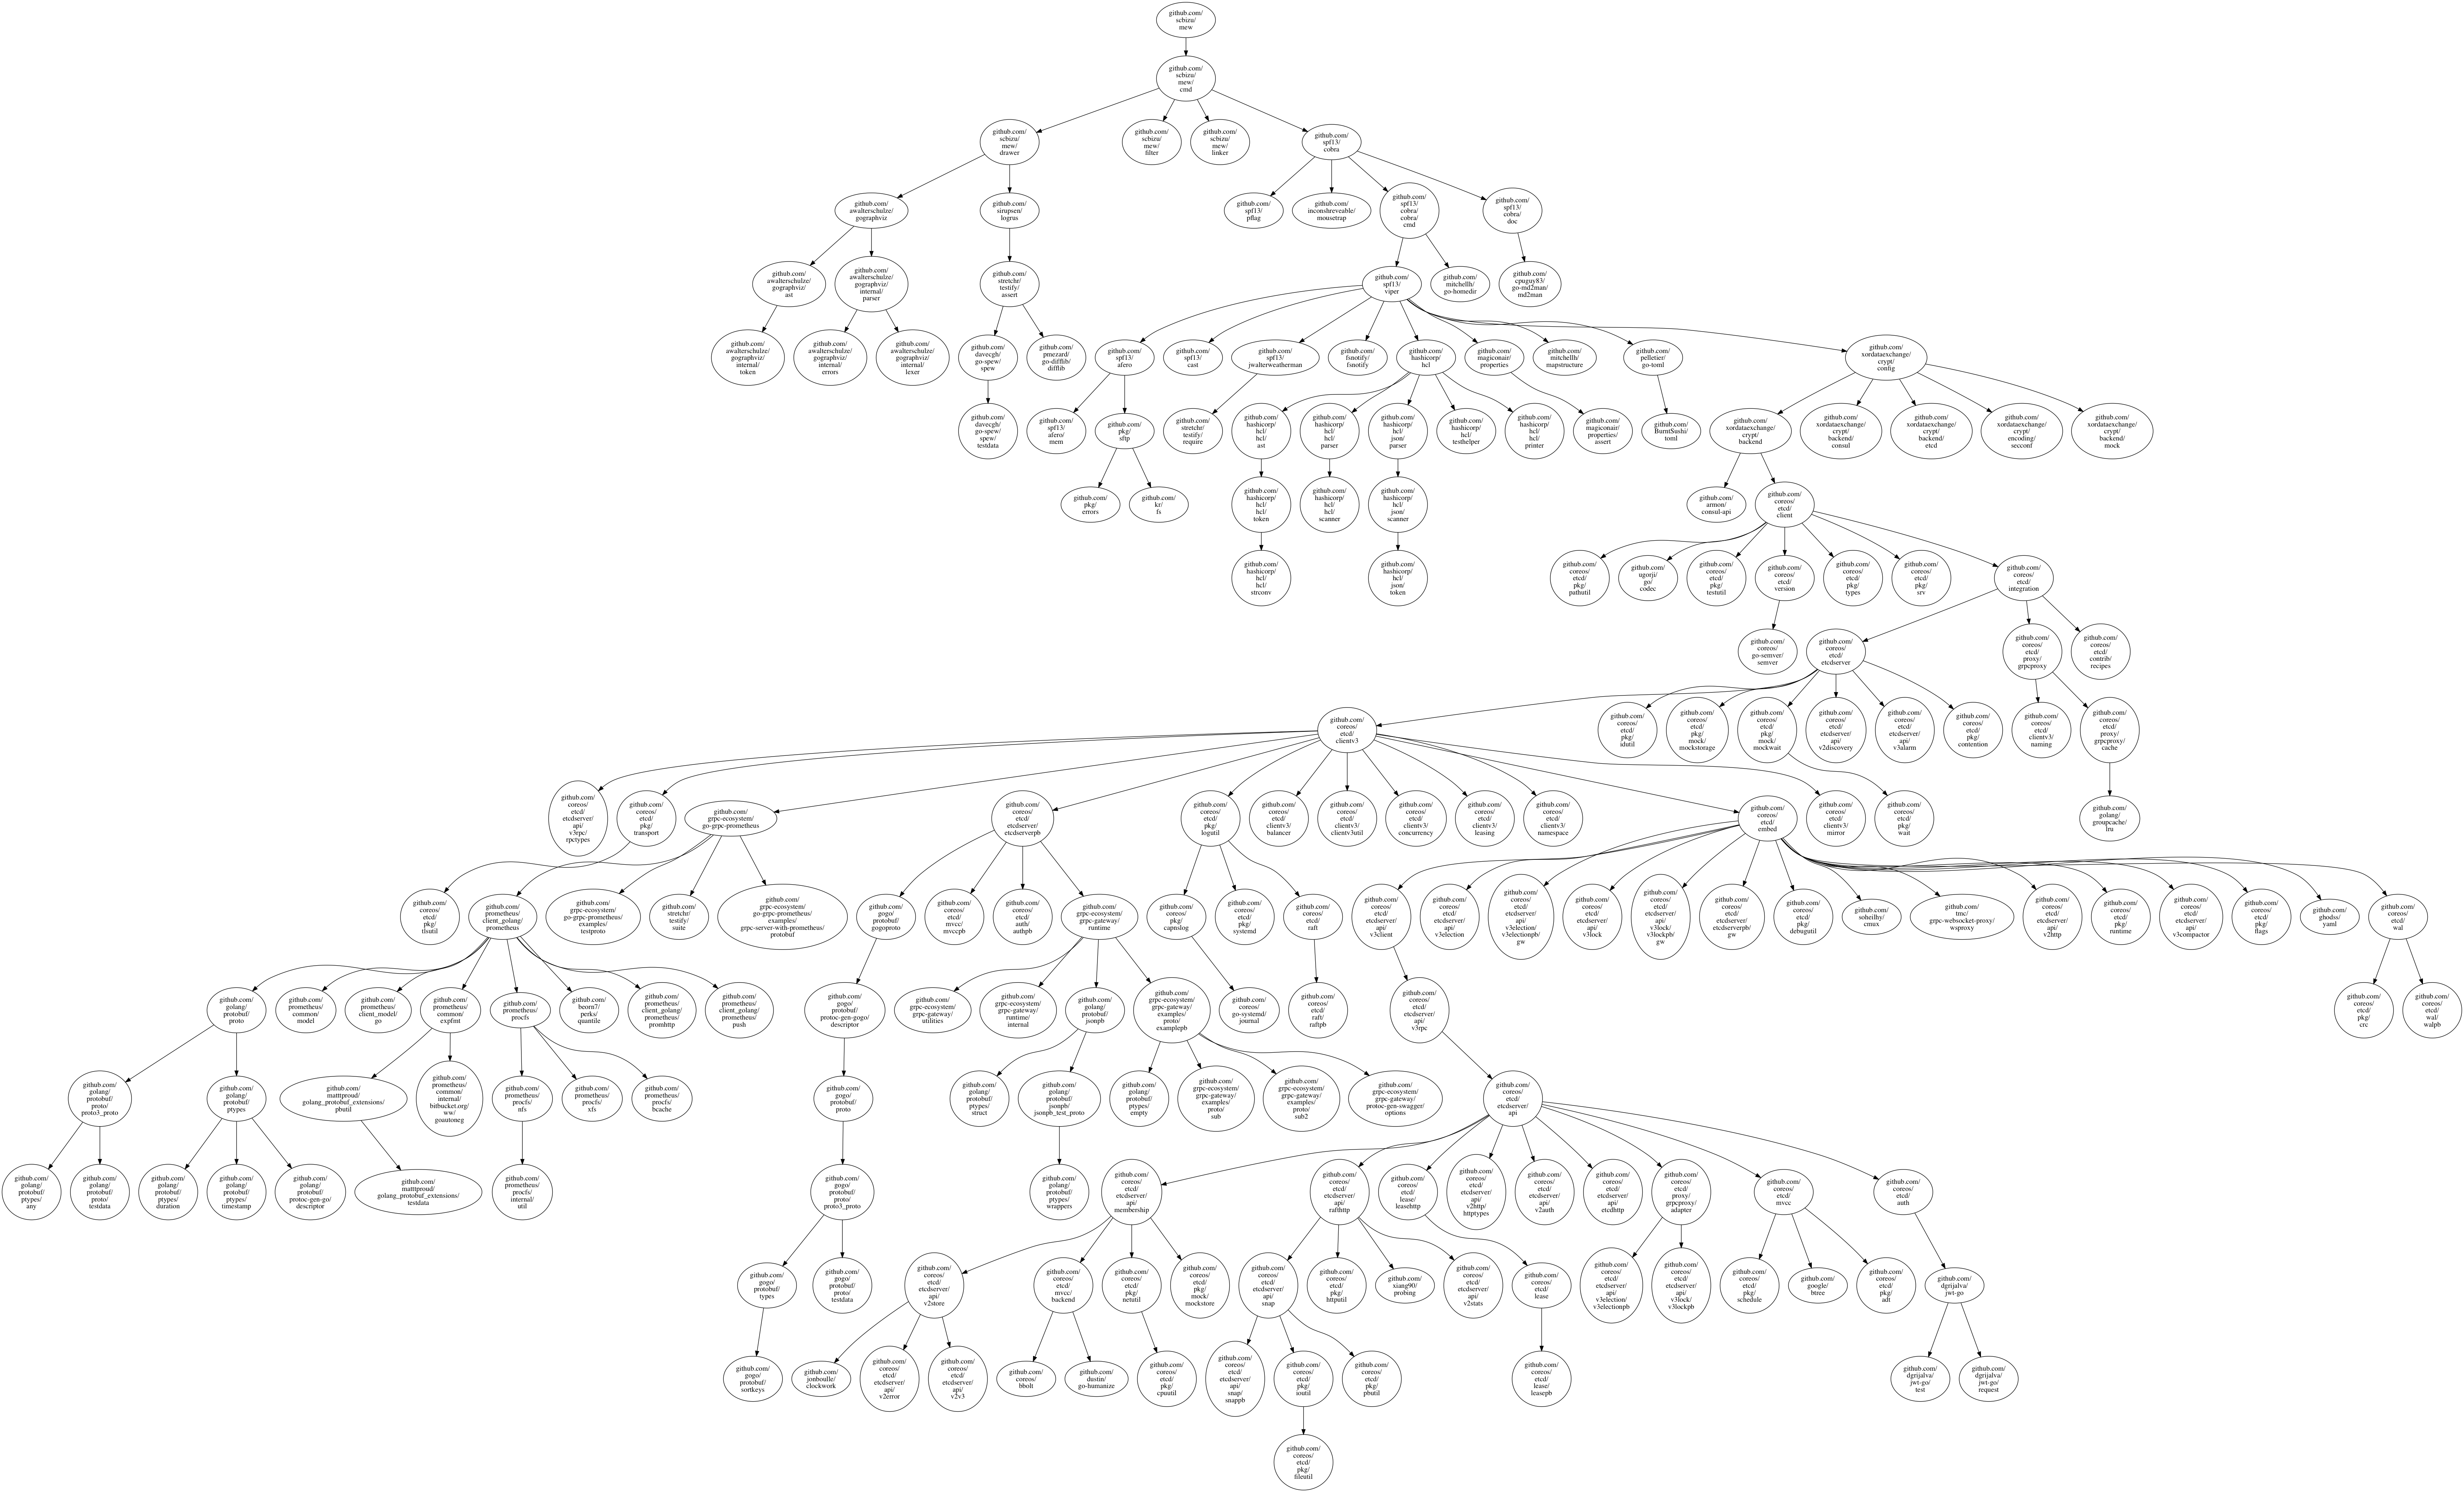 github.com/
scbizu/
mew
github.com/
scbizu/
mew/
cmd
github.com/
scbizu/
mew/
drawer
github.com/
scbizu/
mew/
filter
github.com/
scbizu/
mew/
linker
github.com/
spf13/
cobra
github.com/
awalterschulze/
gographviz
github.com/
sirupsen/
logrus
github.com/
spf13/
pflag
github.com/
inconshreveable/
mousetrap
github.com/
spf13/
cobra/
cobra/
cmd
github.com/
spf13/
cobra/
doc
github.com/
awalterschulze/
gographviz/
ast
github.com/
awalterschulze/
gographviz/
internal/
parser
github.com/
stretchr/
testify/
assert
github.com/
spf13/
viper
github.com/
mitchellh/
go-homedir
github.com/
cpuguy83/
go-md2man/
md2man
github.com/
awalterschulze/
gographviz/
internal/
token
github.com/
awalterschulze/
gographviz/
internal/
errors
github.com/
awalterschulze/
gographviz/
internal/
lexer
github.com/
davecgh/
go-spew/
spew
github.com/
pmezard/
go-difflib/
difflib
github.com/
spf13/
afero
github.com/
spf13/
cast
github.com/
spf13/
jwalterweatherman
github.com/
fsnotify/
fsnotify
github.com/
hashicorp/
hcl
github.com/
magiconair/
properties
github.com/
mitchellh/
mapstructure
github.com/
pelletier/
go-toml
github.com/
xordataexchange/
crypt/
config
github.com/
davecgh/
go-spew/
spew/
testdata
github.com/
spf13/
afero/
mem
github.com/
pkg/
sftp
github.com/
stretchr/
testify/
require
github.com/
hashicorp/
hcl/
hcl/
ast
github.com/
hashicorp/
hcl/
hcl/
parser
github.com/
hashicorp/
hcl/
json/
parser
github.com/
hashicorp/
hcl/
testhelper
github.com/
hashicorp/
hcl/
hcl/
printer
github.com/
magiconair/
properties/
assert
github.com/
BurntSushi/
toml
github.com/
xordataexchange/
crypt/
backend
github.com/
xordataexchange/
crypt/
backend/
consul
github.com/
xordataexchange/
crypt/
backend/
etcd
github.com/
xordataexchange/
crypt/
encoding/
secconf
github.com/
xordataexchange/
crypt/
backend/
mock
github.com/
pkg/
errors
github.com/
kr/
fs
github.com/
hashicorp/
hcl/
hcl/
token
github.com/
hashicorp/
hcl/
hcl/
scanner
github.com/
hashicorp/
hcl/
json/
scanner
github.com/
armon/
consul-api
github.com/
coreos/
etcd/
client
github.com/
hashicorp/
hcl/
hcl/
strconv
github.com/
hashicorp/
hcl/
json/
token
github.com/
coreos/
etcd/
pkg/
pathutil
github.com/
ugorji/
go/
codec
github.com/
coreos/
etcd/
pkg/
testutil
github.com/
coreos/
etcd/
version
github.com/
coreos/
etcd/
pkg/
types
github.com/
coreos/
etcd/
pkg/
srv
github.com/
coreos/
etcd/
integration
github.com/
coreos/
go-semver/
semver
github.com/
coreos/
etcd/
etcdserver
github.com/
coreos/
etcd/
proxy/
grpcproxy
github.com/
coreos/
etcd/
contrib/
recipes
github.com/
coreos/
etcd/
clientv3
github.com/
coreos/
etcd/
pkg/
idutil
github.com/
coreos/
etcd/
pkg/
mock/
mockstorage
github.com/
coreos/
etcd/
pkg/
mock/
mockwait
github.com/
coreos/
etcd/
etcdserver/
api/
v2discovery
github.com/
coreos/
etcd/
etcdserver/
api/
v3alarm
github.com/
coreos/
etcd/
pkg/
contention
github.com/
coreos/
etcd/
clientv3/
naming
github.com/
coreos/
etcd/
proxy/
grpcproxy/
cache
github.com/
coreos/
etcd/
etcdserver/
api/
v3rpc/
rpctypes
github.com/
coreos/
etcd/
pkg/
transport
github.com/
grpc-ecosystem/
go-grpc-prometheus
github.com/
coreos/
etcd/
etcdserver/
etcdserverpb
github.com/
coreos/
etcd/
pkg/
logutil
github.com/
coreos/
etcd/
clientv3/
balancer
github.com/
coreos/
etcd/
clientv3/
clientv3util
github.com/
coreos/
etcd/
clientv3/
concurrency
github.com/
coreos/
etcd/
clientv3/
leasing
github.com/
coreos/
etcd/
clientv3/
namespace
github.com/
coreos/
etcd/
embed
github.com/
coreos/
etcd/
clientv3/
mirror
github.com/
coreos/
etcd/
pkg/
wait
github.com/
golang/
groupcache/
lru
github.com/
coreos/
etcd/
pkg/
tlsutil
github.com/
prometheus/
client_golang/
prometheus
github.com/
grpc-ecosystem/
go-grpc-prometheus/
examples/
testproto
github.com/
stretchr/
testify/
suite
github.com/
grpc-ecosystem/
go-grpc-prometheus/
examples/
grpc-server-with-prometheus/
protobuf
github.com/
gogo/
protobuf/
gogoproto
github.com/
coreos/
etcd/
mvcc/
mvccpb
github.com/
coreos/
etcd/
auth/
authpb
github.com/
grpc-ecosystem/
grpc-gateway/
runtime
github.com/
coreos/
pkg/
capnslog
github.com/
coreos/
etcd/
pkg/
systemd
github.com/
coreos/
etcd/
raft
github.com/
coreos/
etcd/
etcdserver/
api/
v3client
github.com/
coreos/
etcd/
etcdserver/
api/
v3election
github.com/
coreos/
etcd/
etcdserver/
api/
v3election/
v3electionpb/
gw
github.com/
coreos/
etcd/
etcdserver/
api/
v3lock
github.com/
coreos/
etcd/
etcdserver/
api/
v3lock/
v3lockpb/
gw
github.com/
coreos/
etcd/
etcdserver/
etcdserverpb/
gw
github.com/
coreos/
etcd/
pkg/
debugutil
github.com/
soheilhy/
cmux
github.com/
tmc/
grpc-websocket-proxy/
wsproxy
github.com/
coreos/
etcd/
etcdserver/
api/
v2http
github.com/
coreos/
etcd/
pkg/
runtime
github.com/
coreos/
etcd/
etcdserver/
api/
v3compactor
github.com/
coreos/
etcd/
pkg/
flags
github.com/
ghodss/
yaml
github.com/
coreos/
etcd/
wal
github.com/
golang/
protobuf/
proto
github.com/
prometheus/
common/
model
github.com/
prometheus/
client_model/
go
github.com/
prometheus/
common/
expfmt
github.com/
prometheus/
procfs
github.com/
beorn7/
perks/
quantile
github.com/
prometheus/
client_golang/
prometheus/
promhttp
github.com/
prometheus/
client_golang/
prometheus/
push
github.com/
gogo/
protobuf/
protoc-gen-gogo/
descriptor
github.com/
grpc-ecosystem/
grpc-gateway/
utilities
github.com/
grpc-ecosystem/
grpc-gateway/
runtime/
internal
github.com/
golang/
protobuf/
jsonpb
github.com/
grpc-ecosystem/
grpc-gateway/
examples/
proto/
examplepb
github.com/
coreos/
go-systemd/
journal
github.com/
coreos/
etcd/
raft/
raftpb
github.com/
coreos/
etcd/
etcdserver/
api/
v3rpc
github.com/
coreos/
etcd/
pkg/
crc
github.com/
coreos/
etcd/
wal/
walpb
github.com/
golang/
protobuf/
proto/
proto3_proto
github.com/
golang/
protobuf/
ptypes
github.com/
matttproud/
golang_protobuf_extensions/
pbutil
github.com/
prometheus/
common/
internal/
bitbucket.org/
ww/
goautoneg
github.com/
prometheus/
procfs/
nfs
github.com/
prometheus/
procfs/
xfs
github.com/
prometheus/
procfs/
bcache
github.com/
gogo/
protobuf/
proto
github.com/
golang/
protobuf/
ptypes/
struct
github.com/
golang/
protobuf/
jsonpb/
jsonpb_test_proto
github.com/
golang/
protobuf/
ptypes/
empty
github.com/
grpc-ecosystem/
grpc-gateway/
examples/
proto/
sub
github.com/
grpc-ecosystem/
grpc-gateway/
examples/
proto/
sub2
github.com/
grpc-ecosystem/
grpc-gateway/
protoc-gen-swagger/
options
github.com/
coreos/
etcd/
etcdserver/
api
github.com/
golang/
protobuf/
ptypes/
any
github.com/
golang/
protobuf/
proto/
testdata
github.com/
golang/
protobuf/
ptypes/
duration
github.com/
golang/
protobuf/
ptypes/
timestamp
github.com/
golang/
protobuf/
protoc-gen-go/
descriptor
github.com/
matttproud/
golang_protobuf_extensions/
testdata
github.com/
prometheus/
procfs/
internal/
util
github.com/
gogo/
protobuf/
proto/
proto3_proto
github.com/
golang/
protobuf/
ptypes/
wrappers
github.com/
coreos/
etcd/
etcdserver/
api/
membership
github.com/
coreos/
etcd/
etcdserver/
api/
rafthttp
github.com/
coreos/
etcd/
lease/
leasehttp
github.com/
coreos/
etcd/
etcdserver/
api/
v2http/
httptypes
github.com/
coreos/
etcd/
etcdserver/
api/
v2auth
github.com/
coreos/
etcd/
etcdserver/
api/
etcdhttp
github.com/
coreos/
etcd/
proxy/
grpcproxy/
adapter
github.com/
coreos/
etcd/
mvcc
github.com/
coreos/
etcd/
auth
github.com/
gogo/
protobuf/
types
github.com/
gogo/
protobuf/
proto/
testdata
github.com/
coreos/
etcd/
etcdserver/
api/
v2store
github.com/
coreos/
etcd/
mvcc/
backend
github.com/
coreos/
etcd/
pkg/
netutil
github.com/
coreos/
etcd/
pkg/
mock/
mockstore
github.com/
coreos/
etcd/
etcdserver/
api/
snap
github.com/
coreos/
etcd/
pkg/
httputil
github.com/
xiang90/
probing
github.com/
coreos/
etcd/
etcdserver/
api/
v2stats
github.com/
coreos/
etcd/
lease
github.com/
coreos/
etcd/
etcdserver/
api/
v3election/
v3electionpb
github.com/
coreos/
etcd/
etcdserver/
api/
v3lock/
v3lockpb
github.com/
coreos/
etcd/
pkg/
schedule
github.com/
google/
btree
github.com/
coreos/
etcd/
pkg/
adt
github.com/
dgrijalva/
jwt-go
github.com/
gogo/
protobuf/
sortkeys
github.com/
jonboulle/
clockwork
github.com/
coreos/
etcd/
etcdserver/
api/
v2error
github.com/
coreos/
etcd/
etcdserver/
api/
v2v3
github.com/
coreos/
bbolt
github.com/
dustin/
go-humanize
github.com/
coreos/
etcd/
pkg/
cpuutil
github.com/
coreos/
etcd/
etcdserver/
api/
snap/
snappb
github.com/
coreos/
etcd/
pkg/
ioutil
github.com/
coreos/
etcd/
pkg/
pbutil
github.com/
coreos/
etcd/
lease/
leasepb
github.com/
dgrijalva/
jwt-go/
test
github.com/
dgrijalva/
jwt-go/
request
github.com/
coreos/
etcd/
pkg/
fileutil